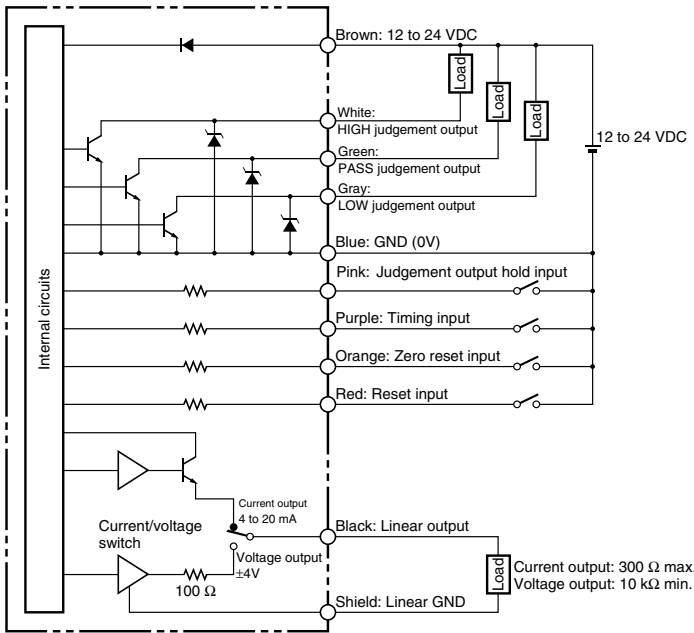 Brown: 12 to 24 VDC
Load
Load
Load
White:
HIGH judgement output
12 to 24 VDC
Green:
PASS judgement output
Gray:
LOW judgement output
Blue: GND (0V)
Internal circuits
Pink: Judgement output hold input
Purple: Timing input
Orange: Zero reset input
Red: Reset input
Current output
4 to 20 mA
Current/voltage
switch
Black: Linear output
Voltage output
±4V
100 Ω
Load
Current output: 300 Ω max.
Voltage output: 10 kΩ min.
Shield: Linear GND